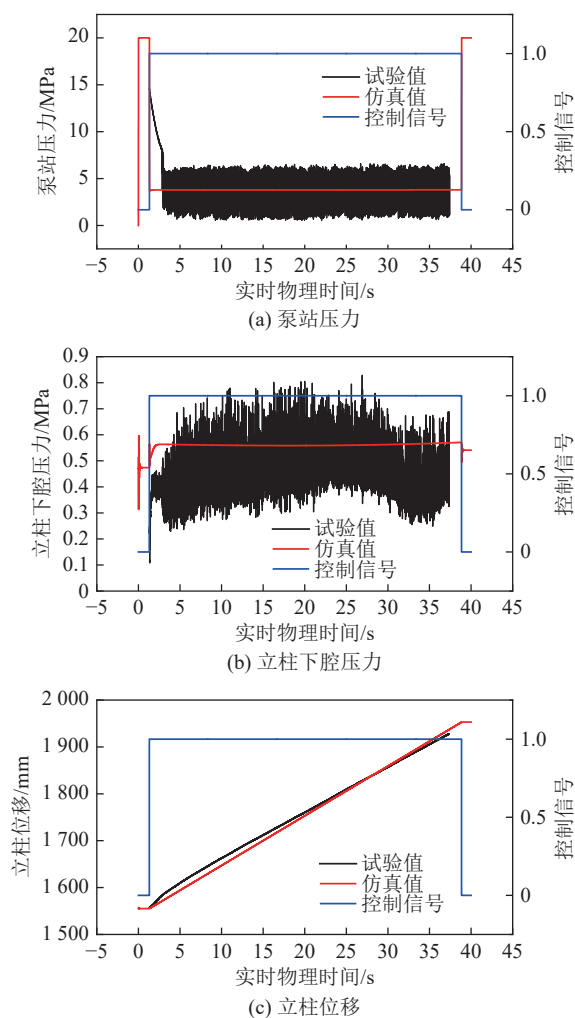 20
15
10
5
0
泵站压力/MPa
试验值
仿真值
控制信号
1.0
0.5
0
控制信号
−5 0 5 10 15 20 25 30 35 40 45
实时物理时间/s
(a) 泵站压力
0.9
0.8
0.7
0.6
0.5
0.4
0.3
0.2
0.1
0
立柱下腔压力/MPa
试验值
仿真值
控制信号
1.0
0.5
0
控制信号
−5 0 5 10 15 20 25 30 35 40 45
实时物理时间/s
(b) 立柱下腔压力
2 000
1 900
1 800
1 700
1 600
1 500
立柱位移/mm
试验值
仿真值
控制信号
1.0
0.5
0
控制信号
−5 0 5 10 15 20 25 30 35 40 45
实时物理时间/s
(c) 立柱位移